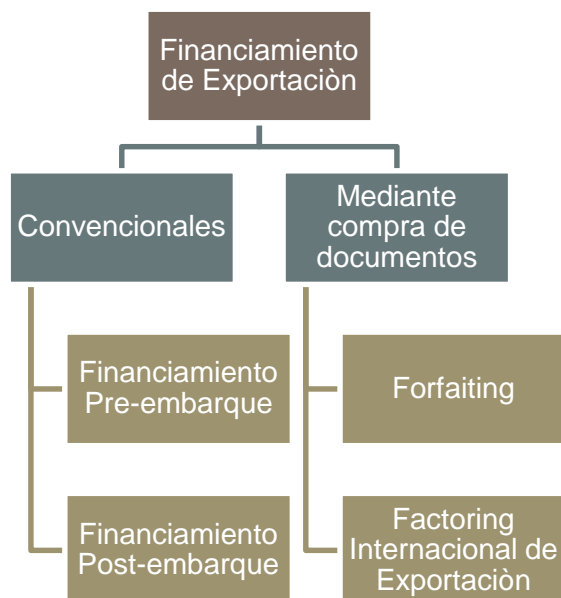 Financiamiento
de Exportaciòn
Convencionales
Mediante
compra de
documentos
Financiamiento
Pre-embarque
Forfaiting
Financiamiento
Post-embarque
Factoring
Internacional de
Exportaciòn